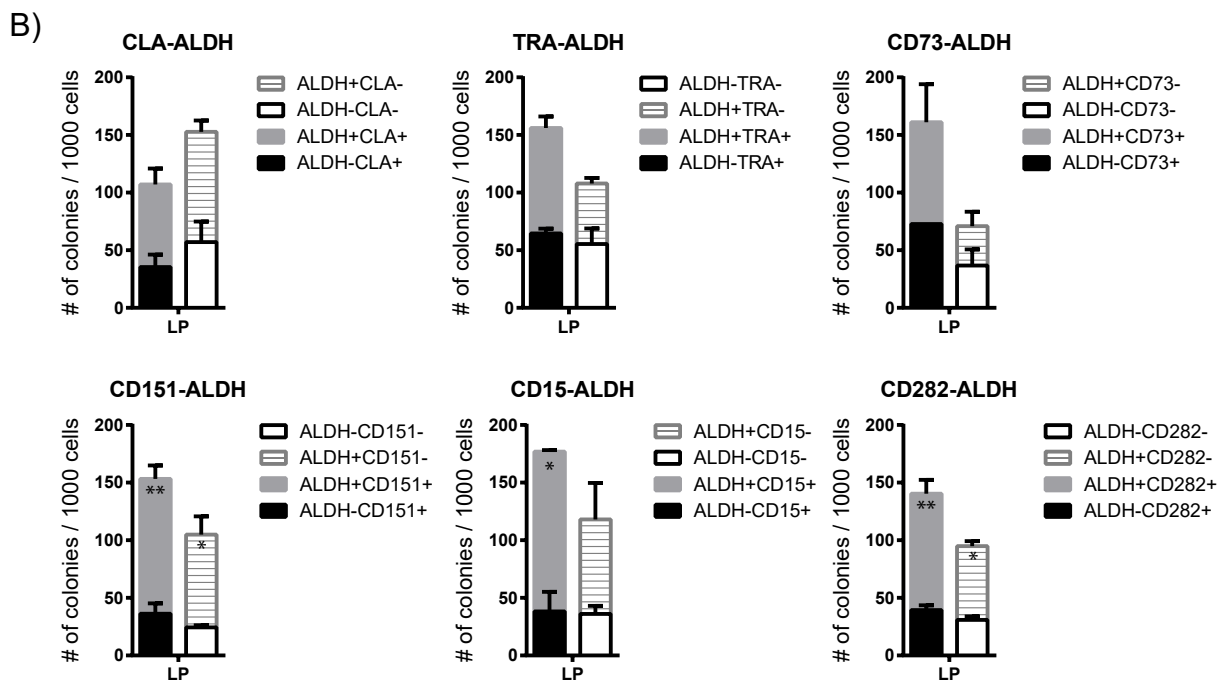 B)
CLA-ALDH
# of colonies / 1000 cells
200
150
100
50
0
LP
ALDH+CLA-
ALDH-CLA-
ALDH+CLA+
ALDH-CLA+
TRA-ALDH
# of colonies / 1000 cells
200
150
100
50
0
LP
ALDH-TRA-
ALDH+TRA-
ALDH+TRA+
ALDH-TRA+
CD73-ALDH
# of colonies / 1000 cells
200
150
100
50
0
LP
ALDH+CD73-
ALDH-CD73-
ALDH+CD73+
ALDH-CD73+
CD151-ALDH
# of colonies / 1000 cells
200
150
100
50
0
**
*
LP
ALDH-CD151-
ALDH+CD151-
ALDH+CD151+
ALDH-CD151+
CD15-ALDH
# of colonies / 1000 cells
200
150
100
50
0
*
LP
ALDH+CD15-
ALDH-CD15-
ALDH+CD15+
ALDH-CD15+
CD282-ALDH
# of colonies / 1000 cells
200
150
100
50
0
**
*
LP
ALDH-CD282-
ALDH+CD282-
ALDH+CD282+
ALDH-CD282+